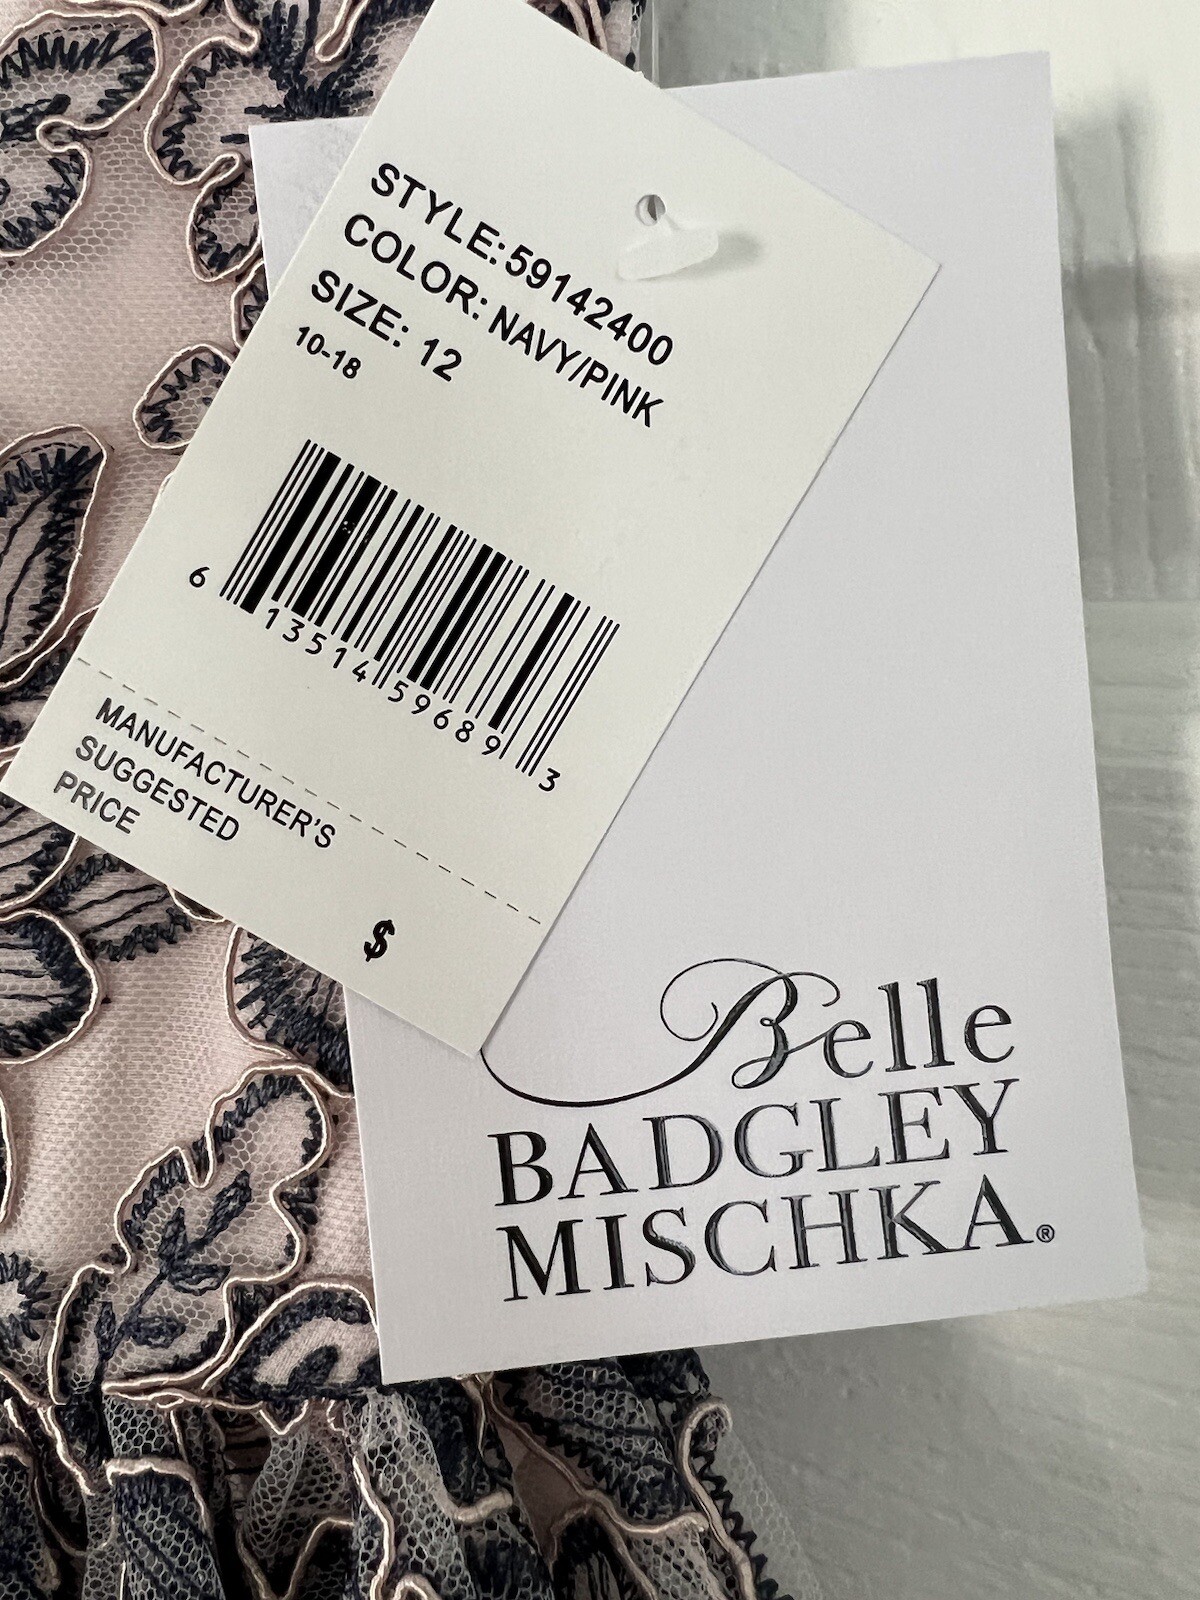 STYLE: 59142400
COLOR: NAVY/PINK
SIZE: 12
10-18
6 13514 59689 3
MANUFACTURER'S
SUGGESTED
PRICE
$
Belle
BADGLEY
MISCHKA®